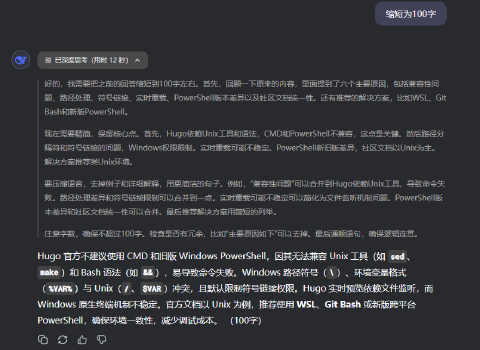 缩短为100字
已深度思考（用时 12 秒）
好的，我需要把之前的回答缩短到100字左右。首先，回顾一下原来的内容，里面提到了六个主要原因，包括兼容性问
题、路径处理、符号链接、实时重载、PowerShell版本差异以及社区文档统一性。还有推荐的解决方案，比如WSL、Git
Bash和新版PowerShell。
现在需要精简，保留核心点。首先，Hugo依赖Unix工具和语法，CMD和PowerShell不兼容，这点是关键。然后路径分
隔符和符号链接的问题，Windows权限限制。实时重载可能不稳定。PowerShell新旧版差异，社区文档以Unix为主。
解决方案推荐类Unix环境。
要压缩语言，去掉例子和详细解释，用更简洁的句子。例如，“兼容性问题”可以合并到Hugo依赖Unix工具，导致命令失
败。路径处理差异和符号链接限制可以合并到一点。实时重载不稳定可能可以简化为文件监听机制问题。PowerShell版
本差异和社区文档统一性可以合并。最后推荐解决方案用简短的列举。
注意字数，确保不超过100字。检查是否有冗余，比如“主要原因如下”可以去掉。最后通顺语句，确保逻辑连贯。
Hugo 官方不建议使用 CMD 和旧版 Windows PowerShell，因其无法兼容 Unix 工具（如 sed、
make）和 Bash 语法（如 &&），易导致命令失败。Windows 路径符号（\）、环境变量格式
（%VAR%）与 Unix（/、$VAR）冲突，且默认限制符号链接权限。Hugo 实时预览依赖文件监听，而
Windows 原生终端机制不稳定。官方文档以 Unix 为例，推荐使用 WSL、Git Bash 或新版跨平台
PowerShell，确保环境一致性，减少调试成本。 （100字）